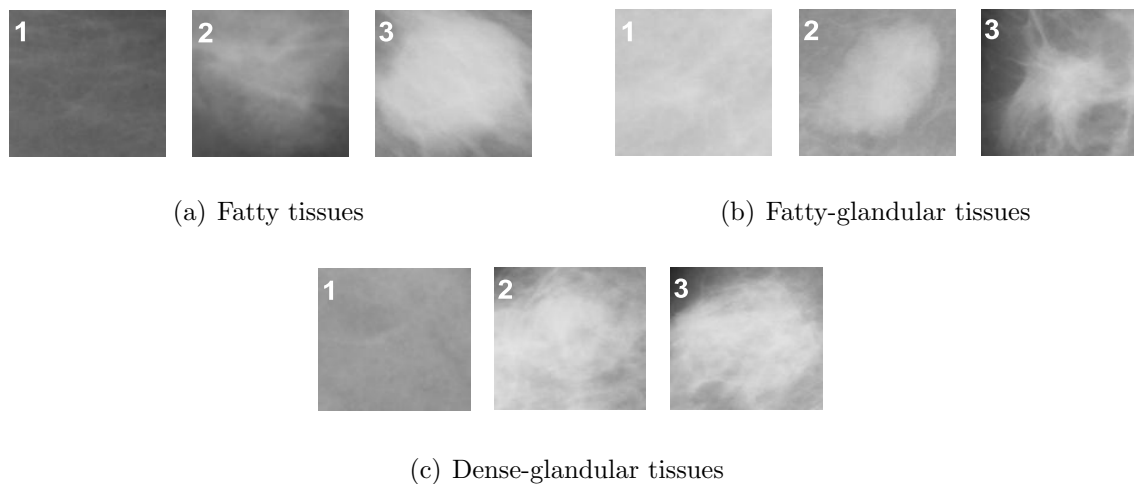 1 2 3 1 2 3
(a) Fatty tissues (b) Fatty-glandular tissues
1 2 3
(c) Dense-glandular tissues